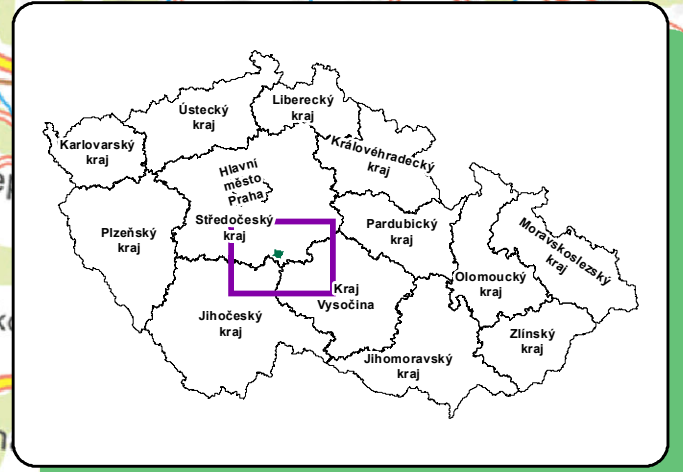 Ústecký
kraj
Liberecký
kraj
Karlovarský
kraj
Královéhradecký
kraj
Hlavní
město
Praha
Středočeský
kraj
Plzeňský
kraj
Pardubický
kraj
Moravskoslezský
kraj
Olomoucký
kraj
Kraj
Vysočina
Jihočeský
kraj
Zlínský
kraj
Jihomoravský
kraj